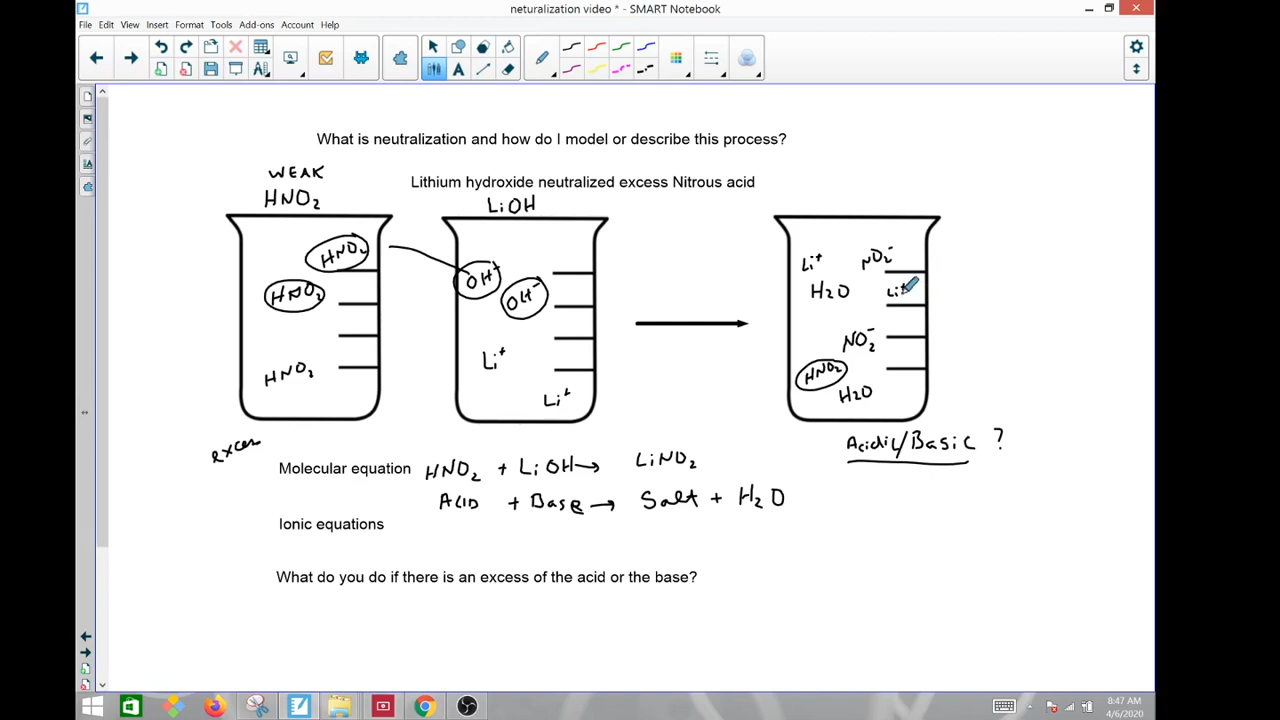 neturalization video * - SMART Notebook
File Edit View Insert Format Tools Add-ons Account Help
What is neutralization and how do I model or describe this process?
WEAK
HNO₂
Lithium hydroxide neutralized excess Nitrous acid
LiOH
HNO₂
HNO₂
HNO₂
OH⁻
OH⁻
Li⁺
Li⁺
Li⁺ NO₂⁻
H₂O Li⁺
NO₂⁻
HNO₂
H₂O
excess
Acidic/Basic ?
Molecular equation HNO₂ + LiOH → LiNO₂
ACID + Base → Salt + H₂O
Ionic equations
What do you do if there is an excess of the acid or the base?
8:47 AM
4/6/2020